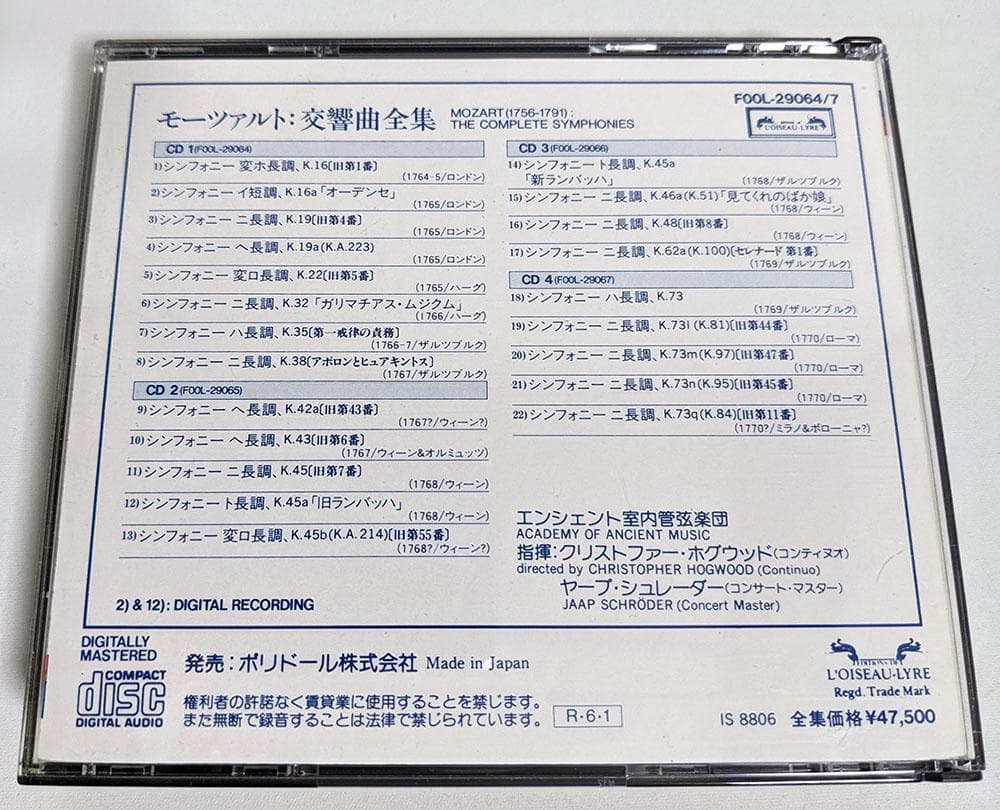 モーツァルト:交響曲全集
MOZART(1756-1791):
THE COMPLETE SYMPHONIES
FOOL-29064/7
L'OISEAU-LYRE
CD 1(FOOL-29064)
1)シンフォニー 変ホ長調、K.16[旧第1番]
(1764-5/ロンドン)
2)シンフォニー イ短調、K.16a「オーデンセ」
(1765/ロンドン)
3)シンフォニー ニ長調、K.19[旧第4番]
(1765/ロンドン)
4)シンフォニー ヘ長調、K.19a(K.A.223)
(1765/ロンドン)
5)シンフォニー 変ロ長調、K.22[旧第5番]
(1765/ハーグ)
6)シンフォニー ニ長調、K.32「ガリマチアス・ムジクム」
(1766/ハーグ)
7)シンフォニー ハ長調、K.35[第一戒律の責務]
(1766-7/ザルツブルク)
8)シンフォニー ニ長調、K.38[アポロンとヒュアキントス]
(1767/ザルツブルク)
CD 2(FOOL-29065)
9)シンフォニー ヘ長調、K.42a[旧第43番]
(1767?/ウィーン?)
10)シンフォニー ヘ長調、K.43[旧第6番]
(1767/ウィーン&オルミュッツ)
11)シンフォニー ニ長調、K.45[旧第7番]
(1768/ウィーン)
12)シンフォニー ト長調、K.45a「旧ランバッハ」
(1768/ウィーン)
13)シンフォニー 変ロ長調、K.45b(K.A.214)[旧第55番]
(1768?/ウィーン?)
2) & 12): DIGITAL RECORDING
CD 3(FOOL-29066)
14)シンフォニー ト長調、K.45a
「新ランバッハ」
(1768/ザルツブルク)
15)シンフォニー ニ長調、K.46a(K.51)「見てくれのばか娘」
(1768/ウィーン)
16)シンフォニー ニ長調、K.48[旧第8番]
(1768/ウィーン)
17)シンフォニー ニ長調、K.62a(K.100)[セレナード 第1番]
(1769/ザルツブルク)
CD 4(FOOL-29067)
18)シンフォニー ハ長調、K.73
(1769/ザルツブルク)
19)シンフォニー ニ長調、K.73l(K.81)[旧第44番]
(1770/ローマ)
20)シンフォニー ニ長調、K.73m(K.97)[旧第47番]
(1770/ローマ)
21)シンフォニー ニ長調、K.73n(K.95)[旧第45番]
(1770/ローマ)
22)シンフォニー ニ長調、K.73q(K.84)[旧第11番]
(1770?/ミラノ&ボローニャ?)
エンシェント室内管弦楽団
ACADEMY OF ANCIENT MUSIC
指揮:クリストファー・ホグウッド(コンティヌオ)
directed by CHRISTOPHER HOGWOOD (Continuo)
ヤープ・シュレーダー(コンサート・マスター)
JAAP SCHRÖDER (Concert Master)
DIGITALLY
MASTERED
COMPACT
disc
DIGITAL AUDIO
発売:ポリドール株式会社 Made in Japan
権利者の許諾なく賃貸業に使用することを禁じます。
また無断で録音することは法律で禁じられています。
R・6・1
EDITIONS DE
L'OISEAU-LYRE
Regd. Trade Mark
IS 8806 全集価格¥47,500